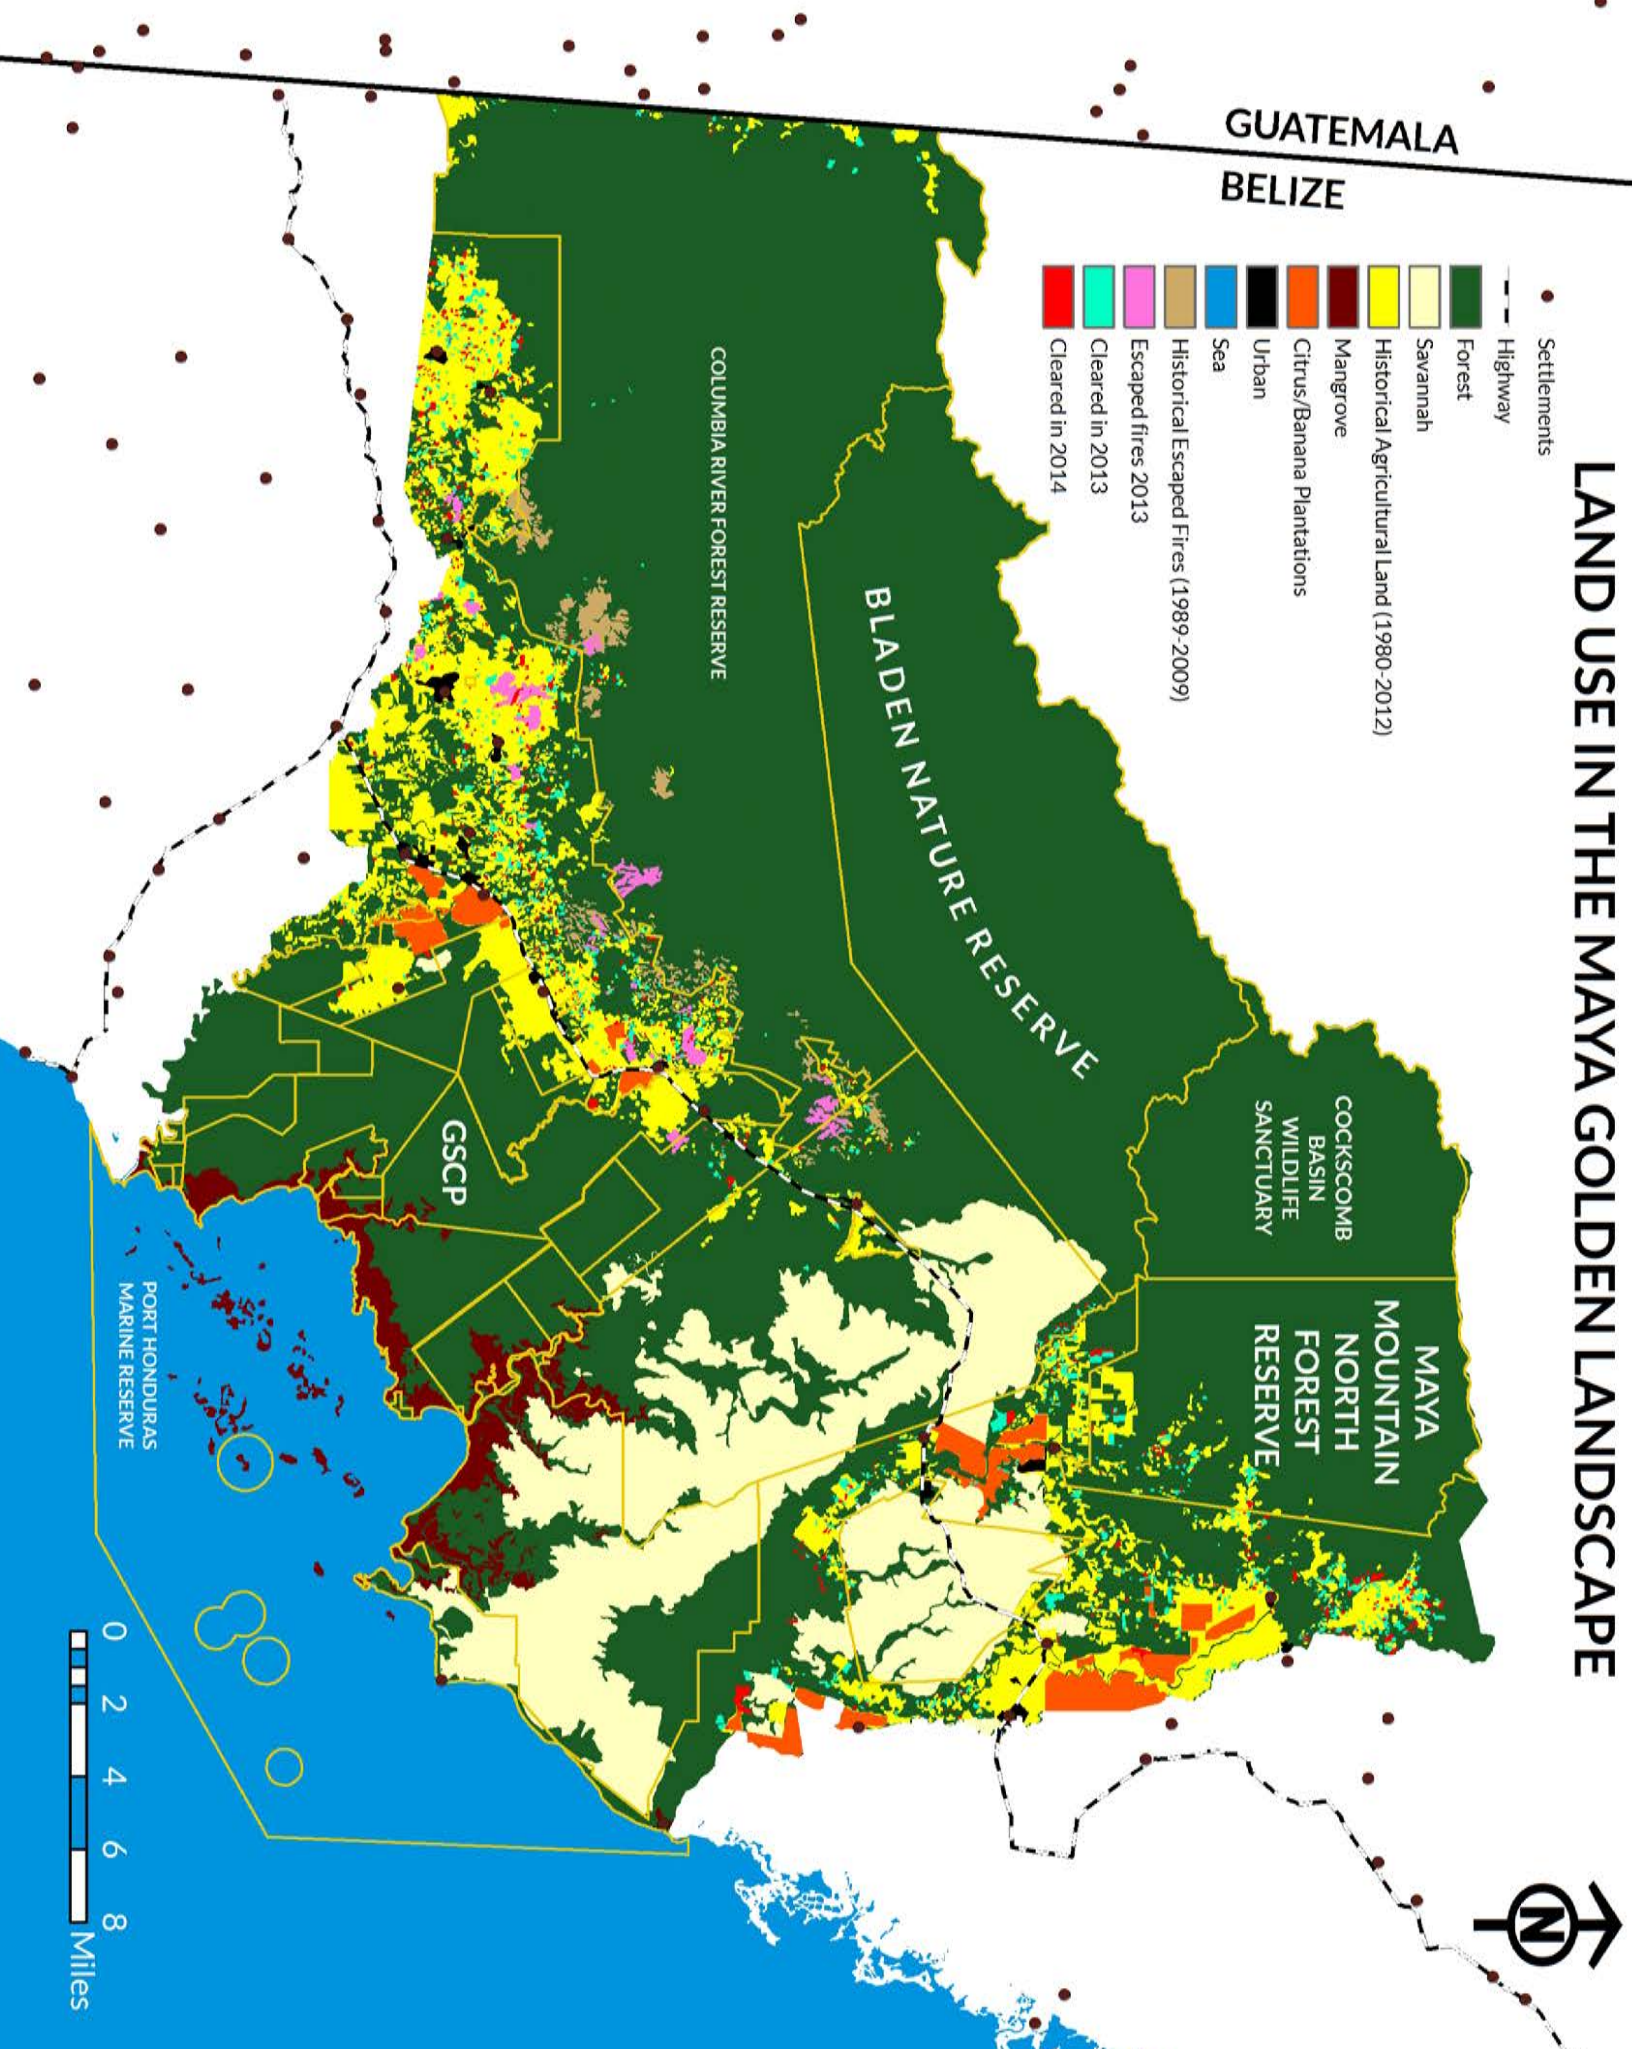 LAND USE IN THE MAYA GOLDEN LANDSCAPE
N
GUATEMALA
BELIZE
Settlements
Highway
Forest
Savannah
Historical Agricultural Land (1980-2012)
Mangrove
Citrus/Banana Plantations
Urban
Sea
Historical Escaped Fires (1989-2009)
Escaped fires 2013
Cleared in 2013
Cleared in 2014
MAYA
MOUNTAIN
NORTH
FOREST
RESERVE
COCKSCOMB
BASIN
WILDLIFE
SANCTUARY
BLADEN NATURE RESERVE
COLUMBIA RIVER FOREST RESERVE
GSCP
PORT HONDURAS
MARINE RESERVE
0 2 4 6 8
Miles